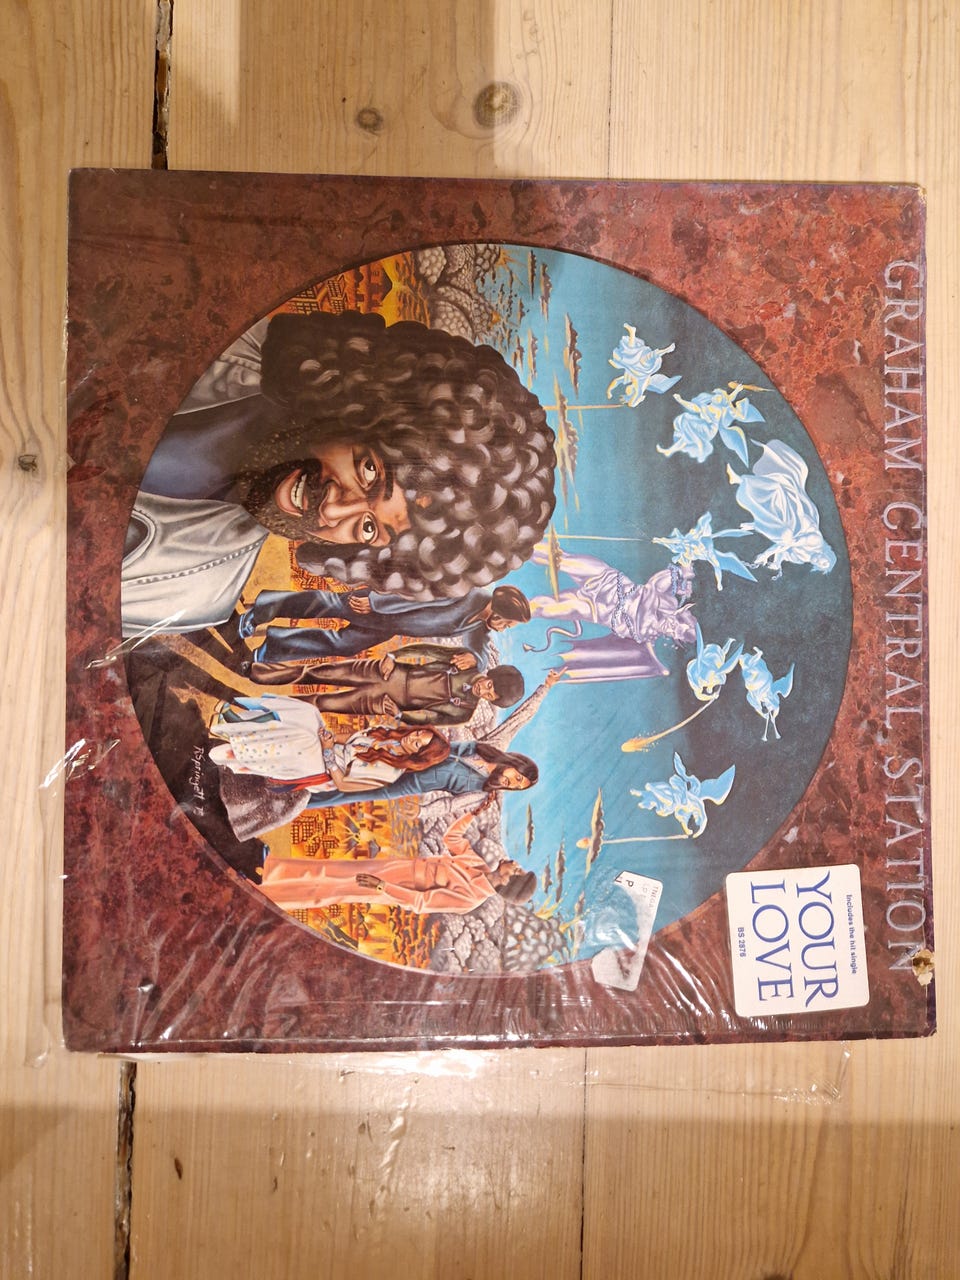 GRAHAM CENTRAL STATION
Includes the hit single
YOUR
LOVE
BS 2876